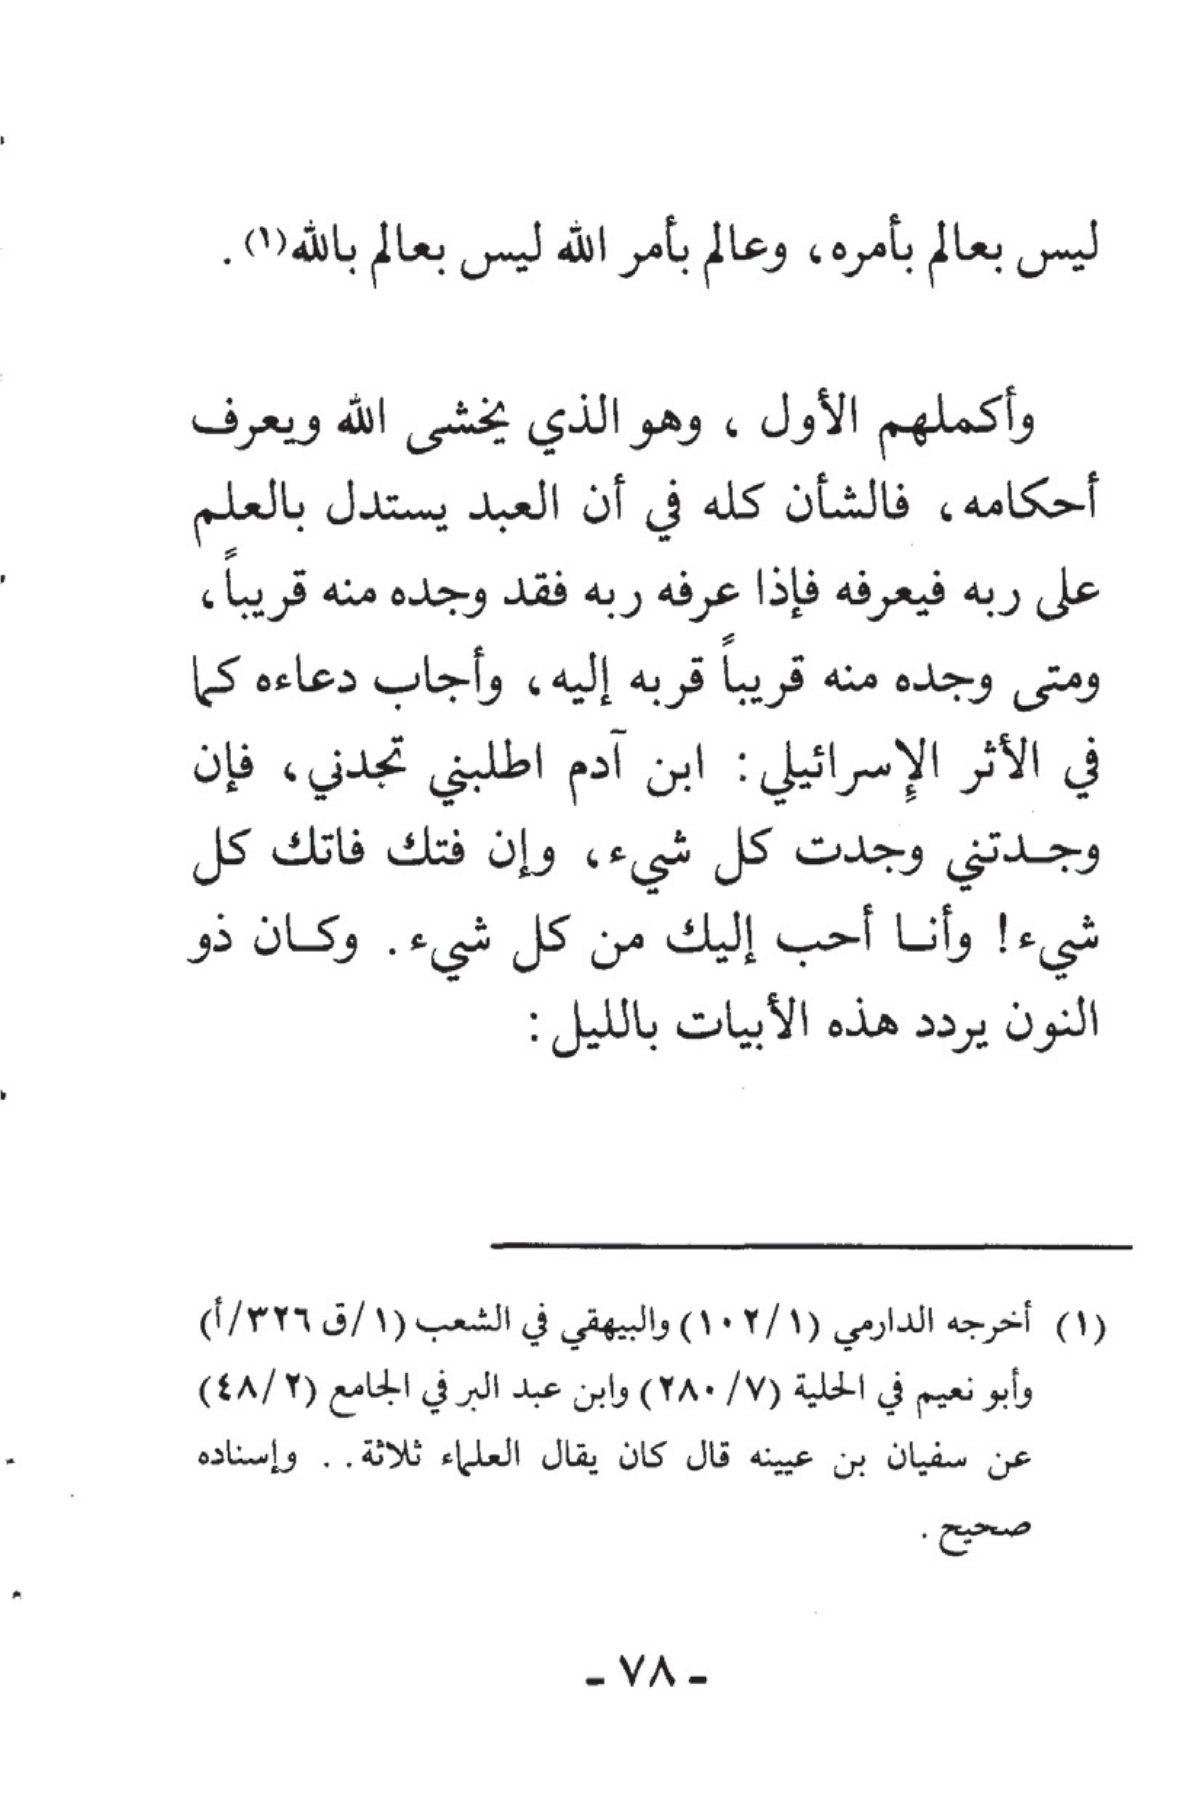 ليس بعالم بأمره، وعالم بأمر الله ليس بعالم بالله(١).
وأكملهم الأول ، وهو الذي يخشى الله ويعرف
أحكامه، فالشأن كله في أن العبد يستدل بالعلم
على ربه فيعرفه فإذا عرفه ربه فقد وجده منه قريباً،
ومتى وجده منه قريباً قربه إليه، وأجاب دعاءه كما
في الأثر الإسرائيلي: ابن آدم اطلبني تجدني، فإن
وجـدتني وجدت كل شيء، وإن فتك فاتك كل
شيء! وأنـا أحب إليك من كل شيء. وكـان ذو
النون يردد هذه الأبيات بالليل:
(١) أخرجه الدارمي (١٠٢/١) والبيهقي في الشعب (١/ق ٣٢٦/أ)
وأبو نعيم في الحلية (٢٨٠/٧) وابن عبد البر في الجامع (٤٨/٢)
عن سفيان بن عيينه قال كان يقال العلماء ثلاثة.. وإسناده
صحيح.
- ٧٨ -